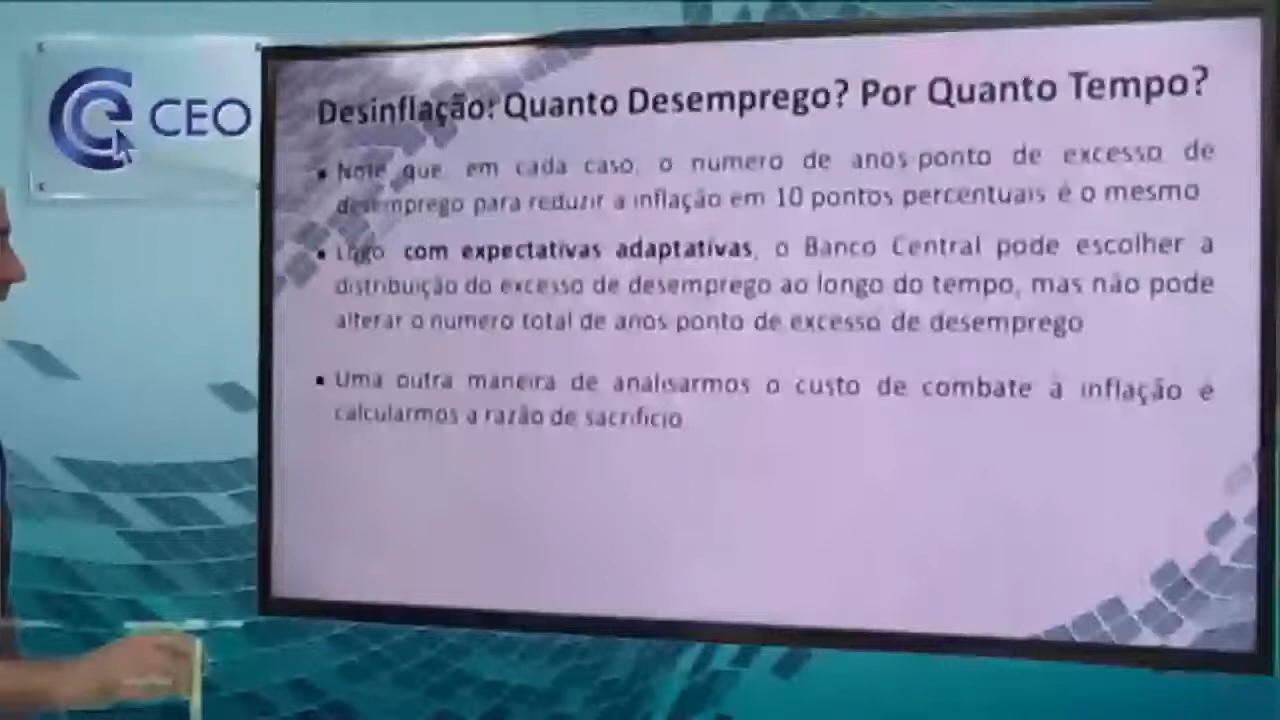 CEO
Desinflação: Quanto Desemprego? Por Quanto Tempo?
▪ Note que, em cada caso, o numero de anos-ponto de excesso de
desemprego para reduzir a inflação em 10 pontos percentuais é o mesmo
▪ Logo com expectativas adaptativas, o Banco Central pode escolher a
distribuição do excesso de desemprego ao longo do tempo, mas não pode
alterar o numero total de anos ponto de excesso de desemprego
▪ Uma outra maneira de analisarmos o custo de combate à inflação é
calcularmos a razão de sacrificio